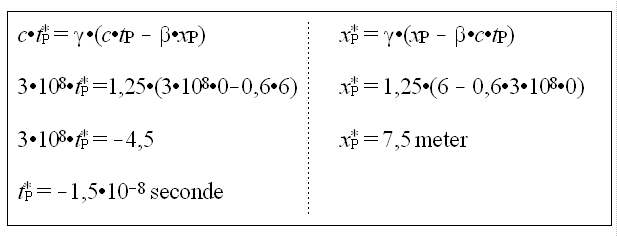 c•t*P = γ•(c•tP − β•xP)
3•10⁸•t*P = 1,25•(3•10⁸•0−0,6•6)
3•10⁸•t*P = −4,5
t*P = −1,5•10⁻⁸ seconde
x*P = γ•(xP − β•c•tP)
x*P = 1,25•(6 − 0,6•3•10⁸•0)
x*P = 7,5 meter